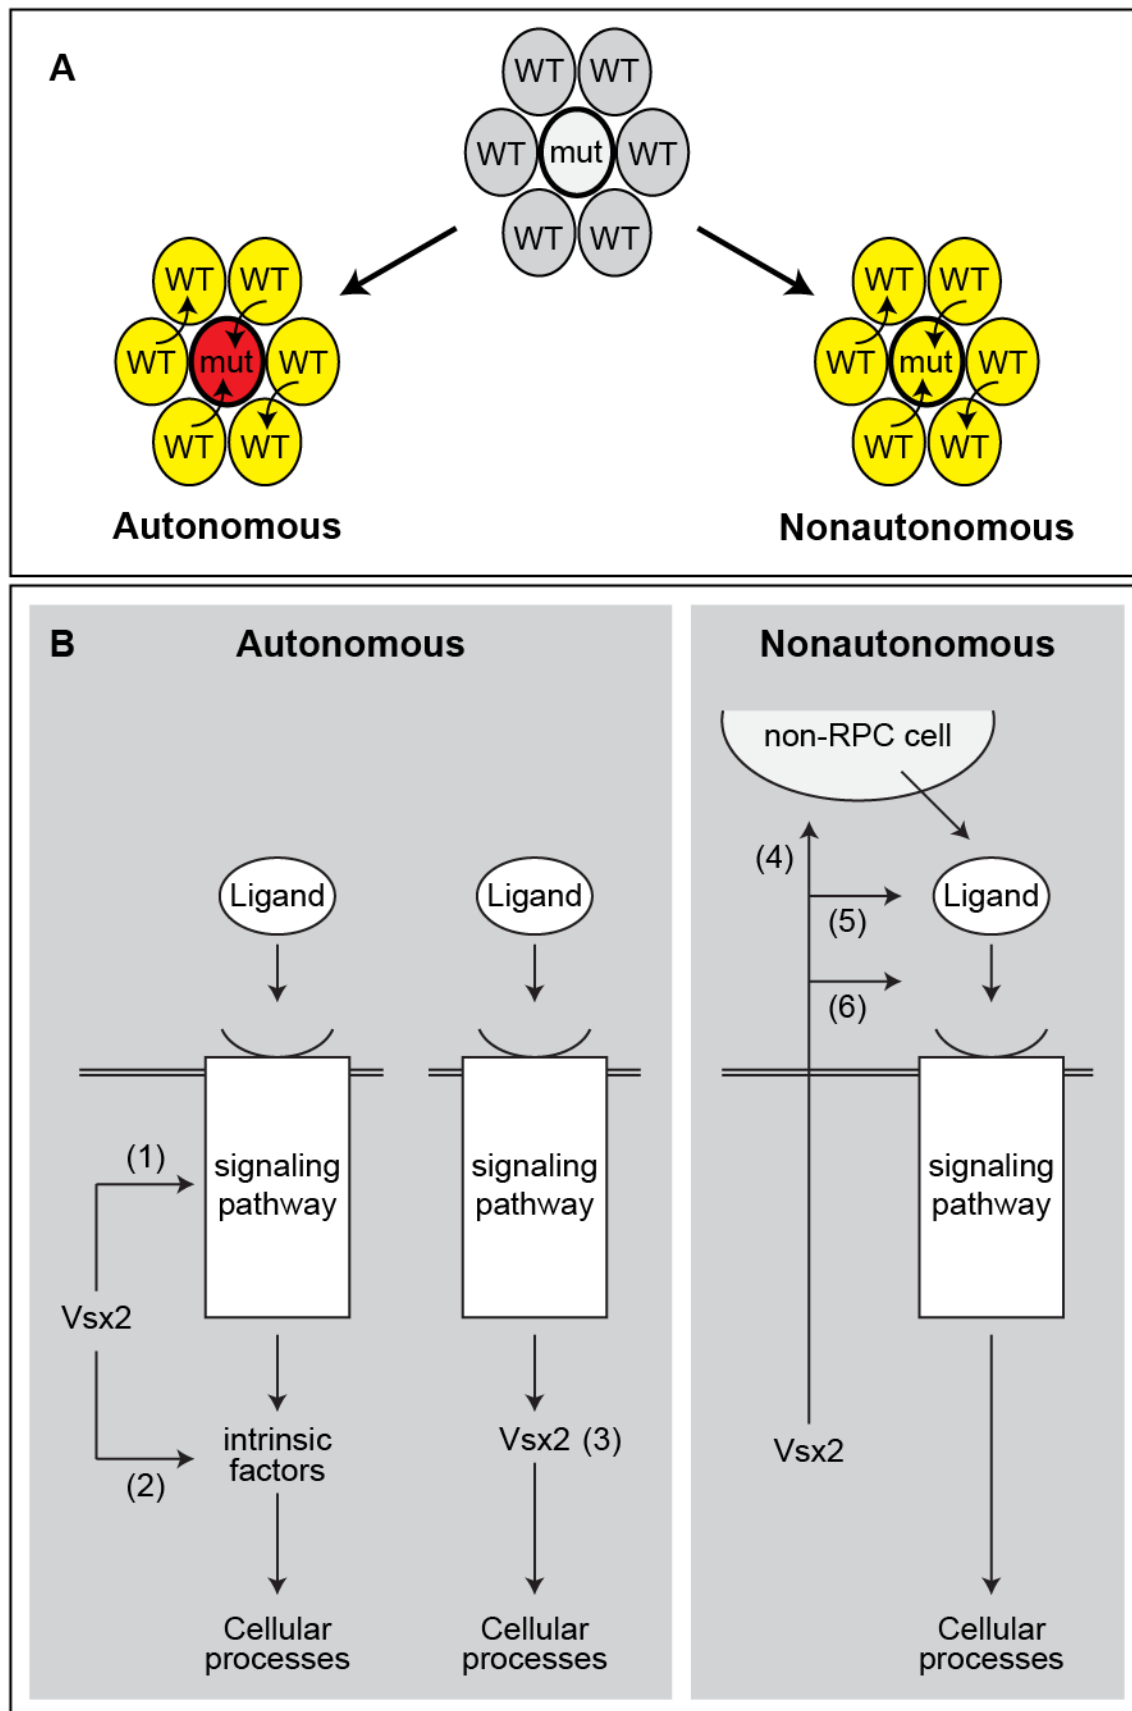 A
WT WT
WT mut WT
WT WT
WT WT
WT mut WT
WT WT
Autonomous
WT WT
WT mut WT
WT WT
Nonautonomous
B
Autonomous
Ligand
Ligand
(1)
signaling
pathway
signaling
pathway
Vsx2
(2)
intrinsic
factors
Vsx2 (3)
Cellular
processes
Cellular
processes
Nonautonomous
non-RPC cell
(4)
Ligand
(5)
(6)
signaling
pathway
Vsx2
Cellular
processes